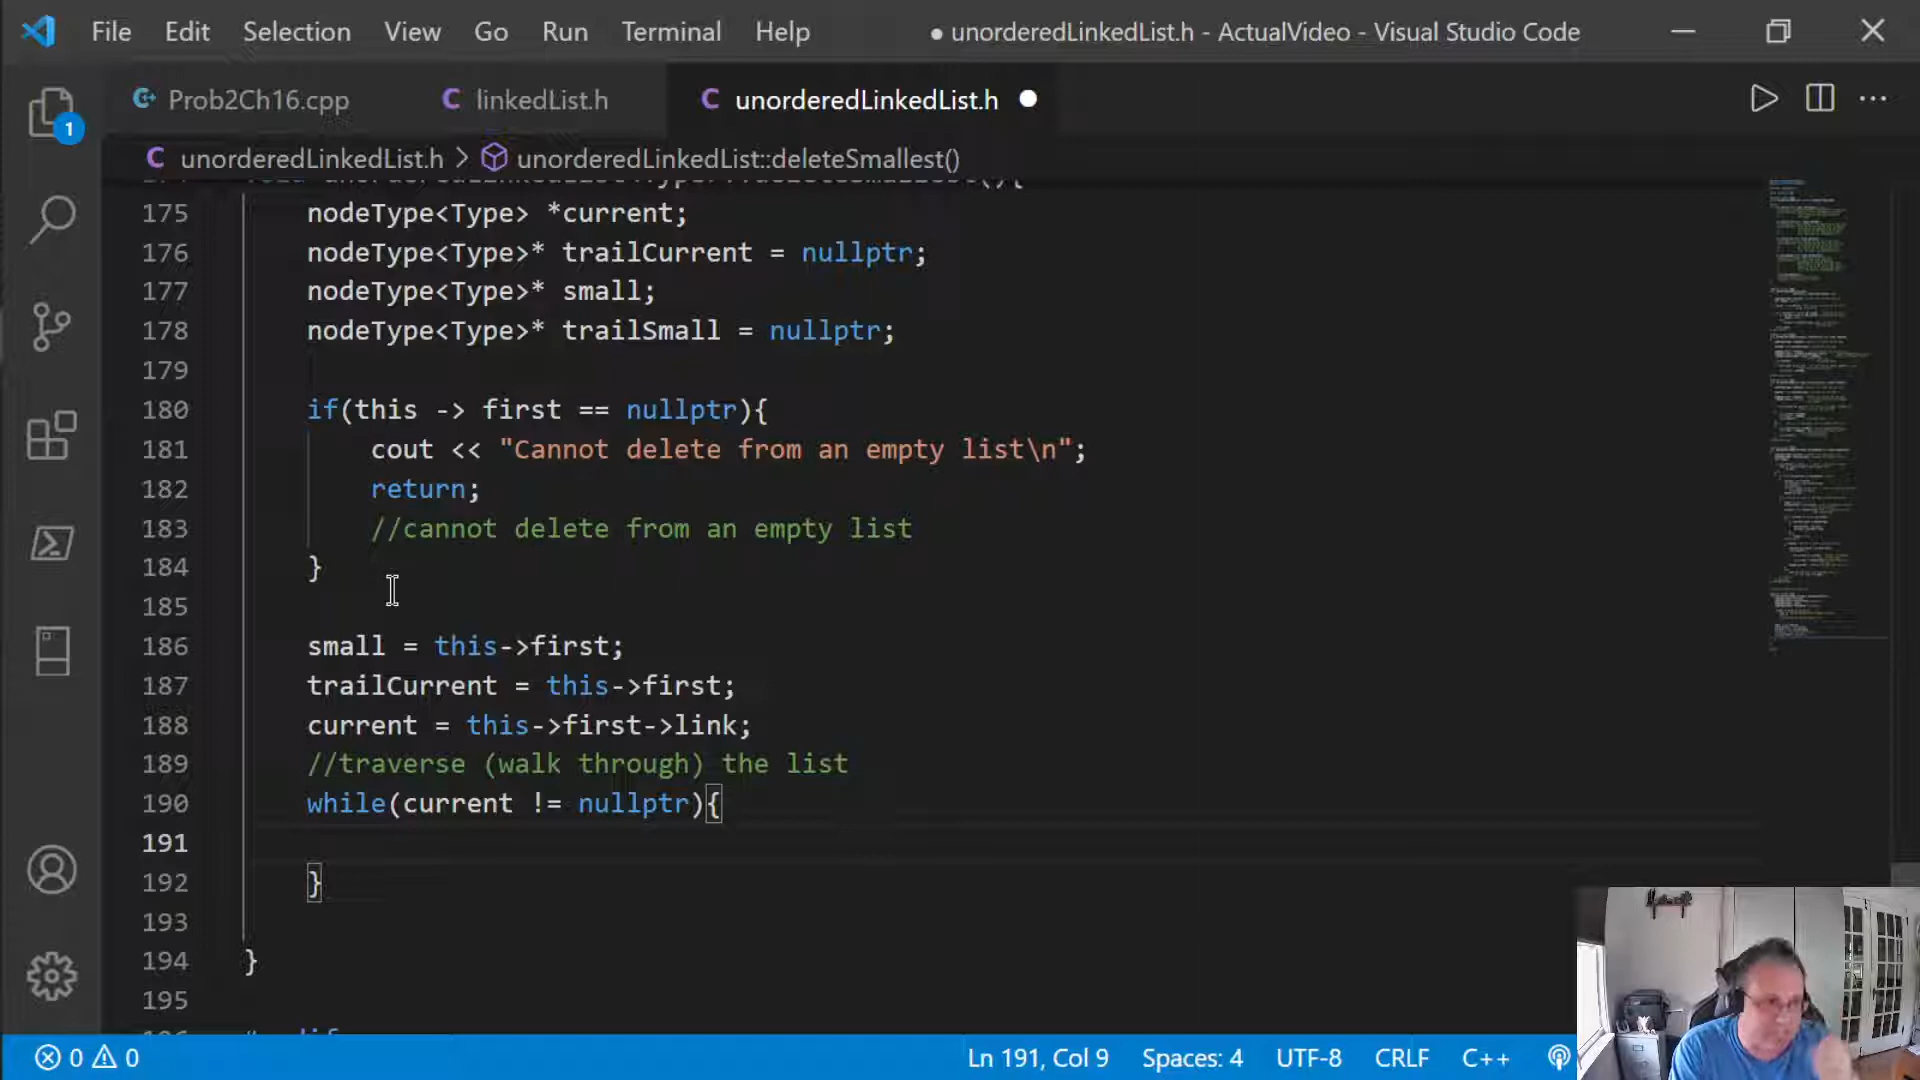 File Edit Selection View Go Run Terminal Help ● unorderedLinkedList.h - ActualVideo - Visual Studio Code
Prob2Ch16.cpp C linkedList.h C unorderedLinkedList.h
1
C unorderedLinkedList.h > unorderedLinkedList::deleteSmallest()
175 nodeType<Type> *current;
176 nodeType<Type>* trailCurrent = nullptr;
177 nodeType<Type>* small;
178 nodeType<Type>* trailSmall = nullptr;
179
180 if(this -> first == nullptr){
181 cout << "Cannot delete from an empty list\n";
182 return;
183 //cannot delete from an empty list
184 }
185
186 small = this->first;
187 trailCurrent = this->first;
188 current = this->first->link;
189 //traverse (walk through) the list
190 while(current != nullptr){
191
192 }
193
194 }
195
0 0 Ln 191, Col 9 Spaces: 4 UTF-8 CRLF C++